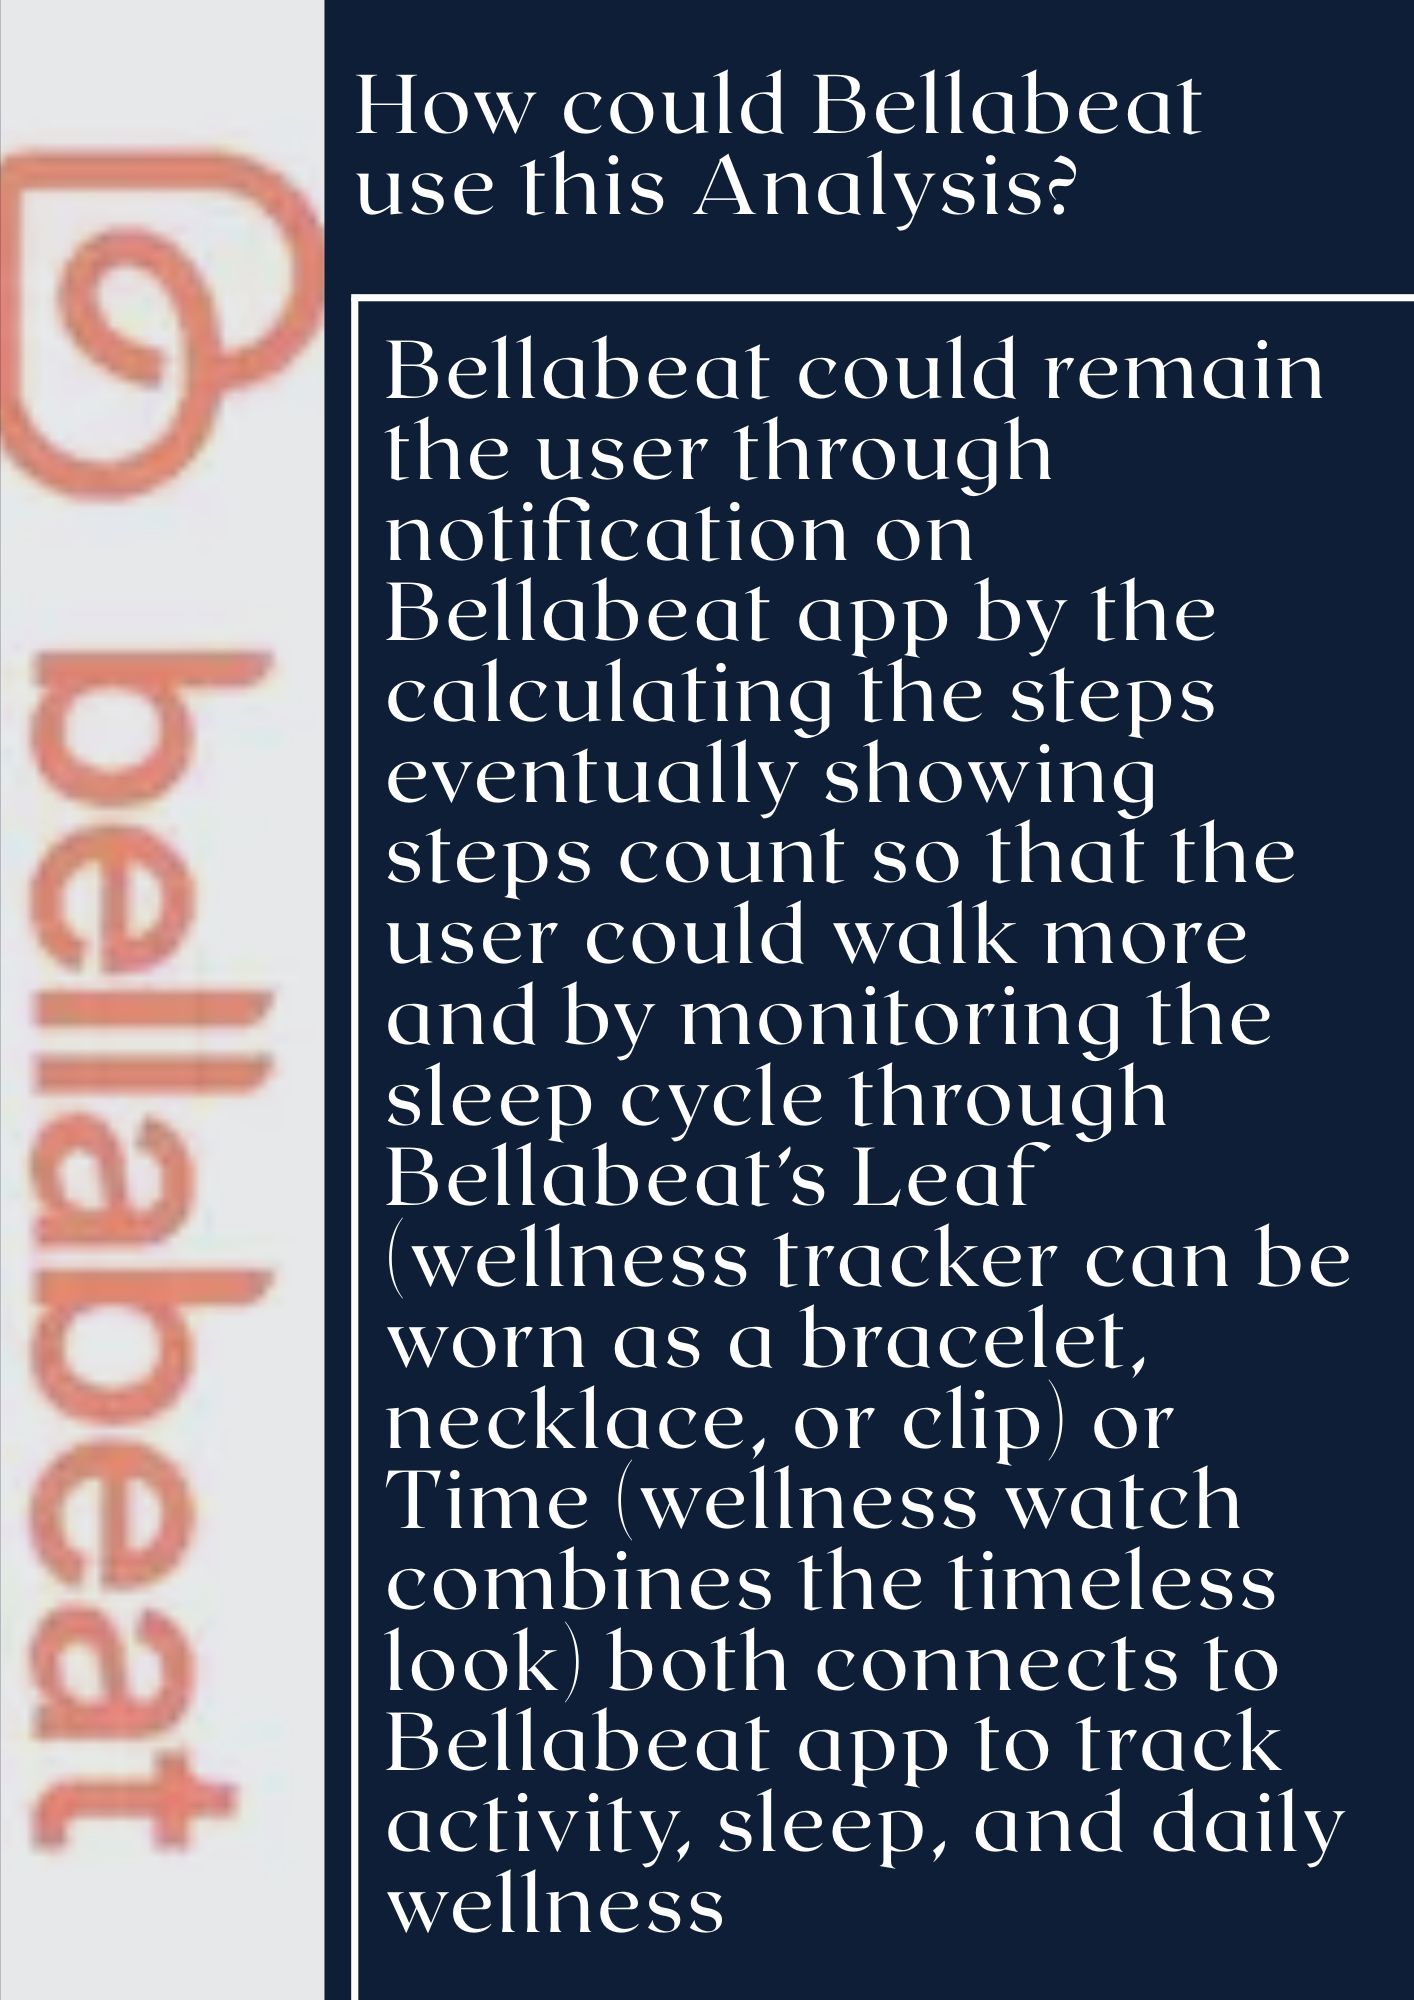 bellabeat
How could Bellabeat
use this Analysis?
Bellabeat could remain
the user through
notification on
Bellabeat app by the
calculating the steps
eventually showing
steps count so that the
user could walk more
and by monitoring the
sleep cycle through
Bellabeat's Leaf
(wellness tracker can be
worn as a bracelet,
necklace, or clip) or
Time (wellness watch
combines the timeless
look) both connects to
Bellabeat app to track
activity, sleep, and daily
wellness